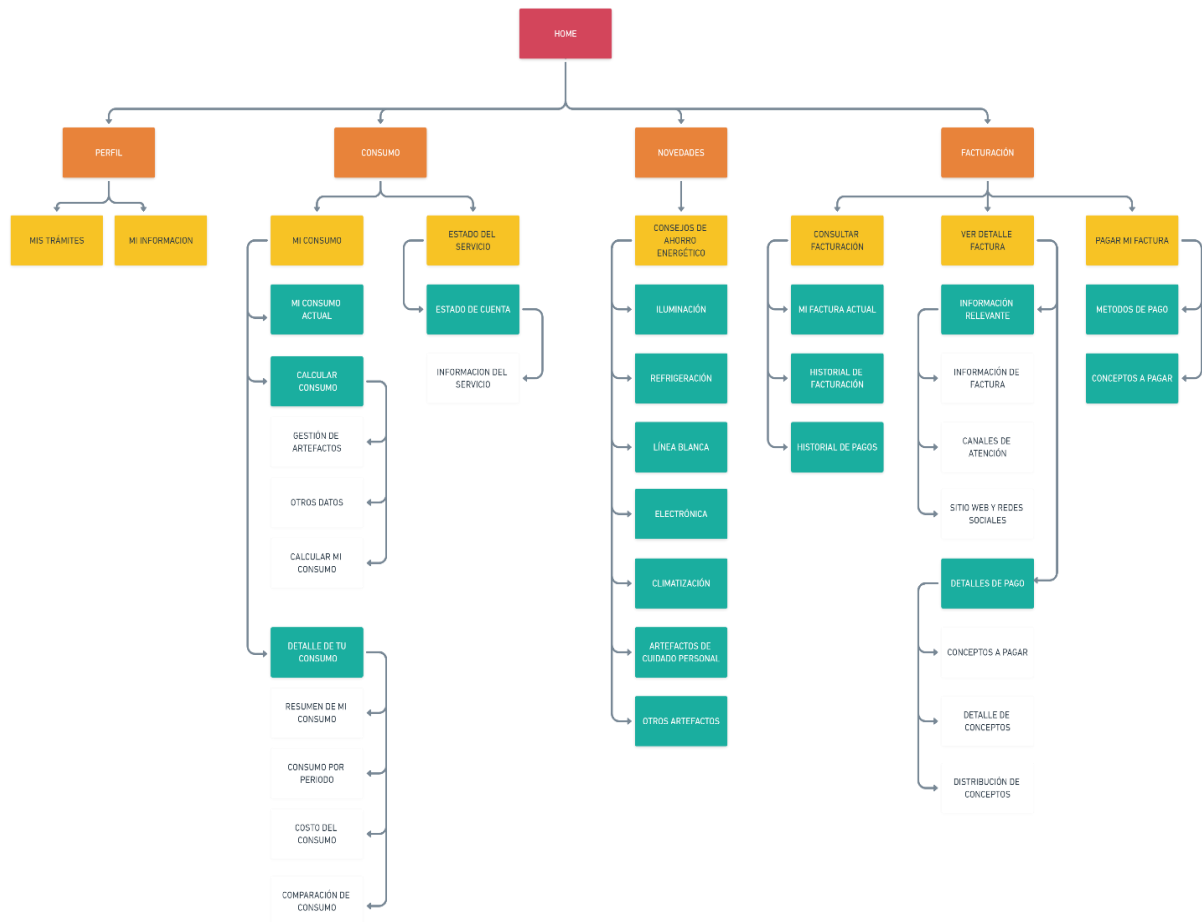 HOME
PERFIL
CONSUMO
NOVEDADES
FACTURACIÓN
MIS TRÁMITES
MI INFORMACION
MI CONSUMO
ESTADO DEL
SERVICIO
CONSEJOS DE
AHORRO
ENERGÉTICO
CONSULTAR
FACTURACIÓN
VER DETALLE
FACTURA
PAGAR MI FACTURA
MI CONSUMO
ACTUAL
ESTADO DE CUENTA
ILUMINACIÓN
MI FACTURA ACTUAL
INFORMACIÓN
RELEVANTE
METODOS DE PAGO
CALCULAR
CONSUMO
INFORMACION DEL
SERVICIO
REFRIGERACIÓN
HISTORIAL DE
FACTURACIÓN
INFORMACIÓN DE
FACTURA
CONCEPTOS A PAGAR
GESTIÓN DE
ARTEFACTOS
LÍNEA BLANCA
HISTORIAL DE PAGOS
CANALES DE
ATENCIÓN
OTROS DATOS
ELECTRÓNICA
SITIO WEB Y REDES
SOCIALES
CALCULAR MI
CONSUMO
CLIMATIZACIÓN
DETALLES DE PAGO
DETALLE DE TU
CONSUMO
ARTEFACTOS DE
CUIDADO PERSONAL
CONCEPTOS A PAGAR
RESUMEN DE MI
CONSUMO
OTROS ARTEFACTOS
DETALLE DE
CONCEPTOS
CONSUMO POR
PERIODO
DISTRIBUCIÓN DE
CONCEPTOS
COSTO DEL
CONSUMO
COMPARACIÓN DE
CONSUMO